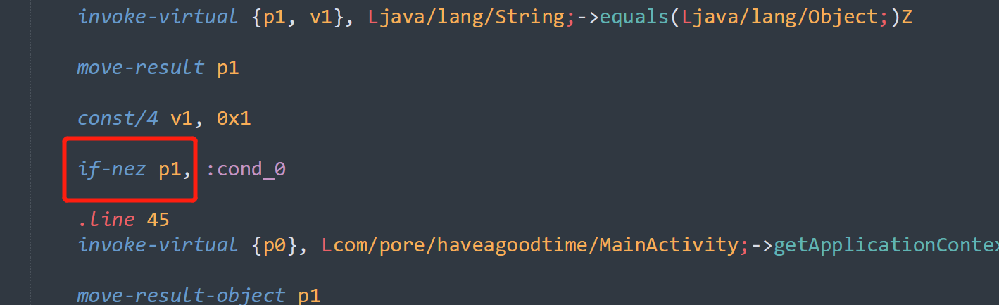 invoke-virtual {p1, v1}, Ljava/lang/String;->equals(Ljava/lang/Object;)Z
move-result p1
const/4 v1, 0x1
if-nez p1, :cond_0
.line 45
invoke-virtual {p0}, Lcom/pore/haveagoodtime/MainActivity;->getApplicationContex
move-result-object p1